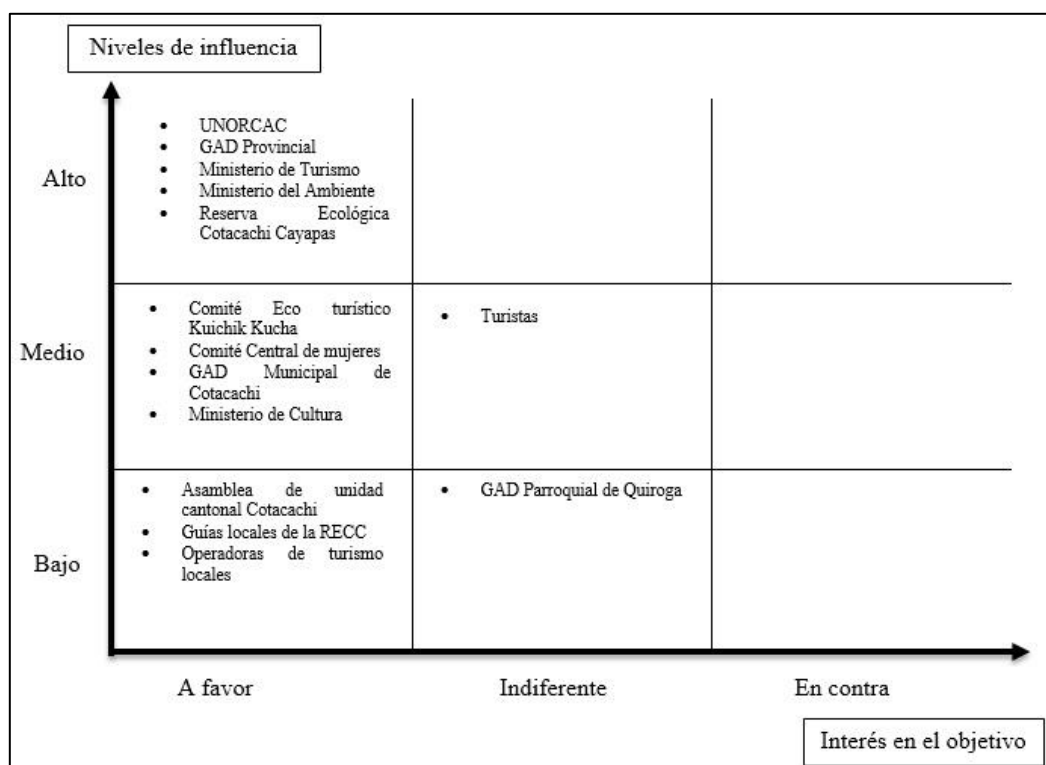 Niveles de influencia
Alto
• UNORCAC
• GAD Provincial
• Ministerio de Turismo
• Ministerio del Ambiente
• Reserva Ecológica
Cotacachi Cayapas
Medio
• Comité Eco turístico
Kuichik Kucha
• Comité Central de mujeres
• GAD Municipal de
Cotacachi
• Ministerio de Cultura
• Turistas
Bajo
• Asamblea de unidad
cantonal Cotacachi
• Guías locales de la RECC
• Operadoras de turismo
locales
• GAD Parroquial de Quiroga
A favor
Indiferente
En contra
Interés en el objetivo